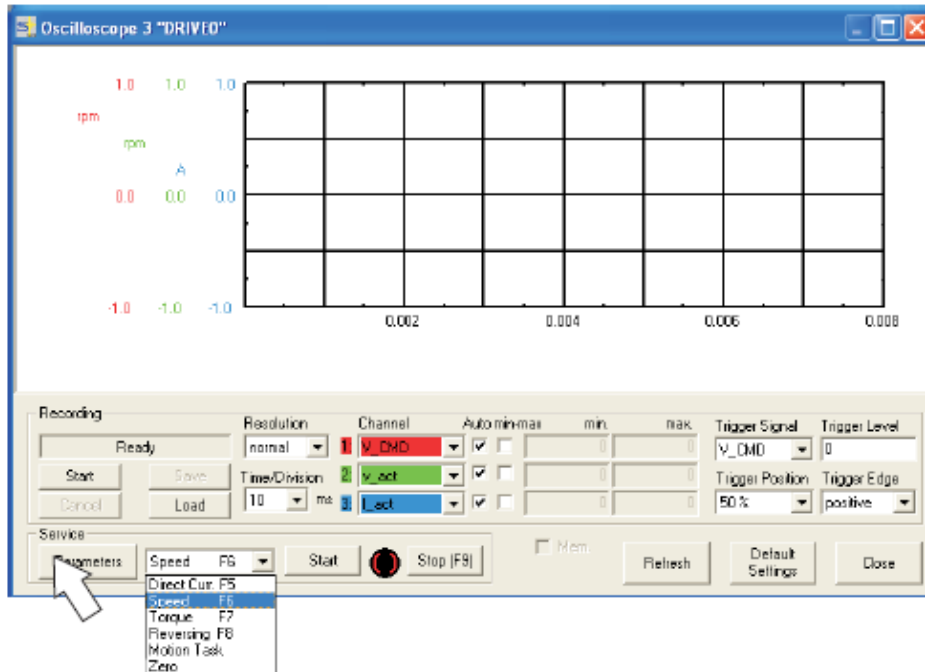 Oscilloscope 3 "DRIVE0"
1.0 1.0 1.0
rpm
rpm
A
0.0 0.0 0.0
-1.0 -1.0 -1.0
0.002 0.004 0.006 0.008
Recording
Ready
Start Save
Cancel Load
Resolution
normal
Time/Division
10 ms
Channel Auto min-max min. max.
1. V_CMD 0 0
2. v_act 0 0
3. I_act 0 0
Trigger Signal Trigger Level
V_CMD 0
Trigger Position Trigger Edge
50 % positive
Service
Parameters Speed F6 Start Stop (F9)
Mem.
Refresh Default Settings Close
Direct Curr. F5
Speed F6
Torque F7
Reversing F8
Motion Task
Zero